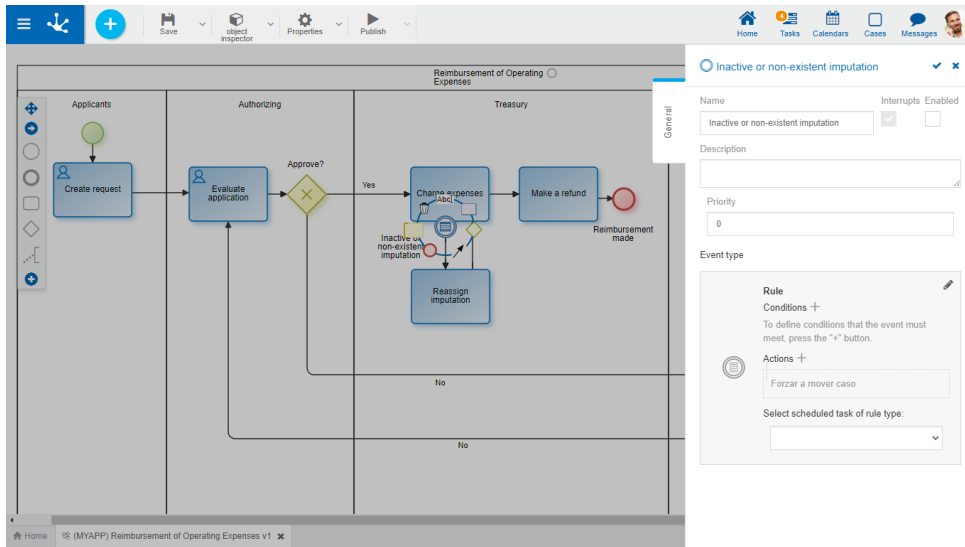 Save
object
inspector
Properties
Publish
Home
4
Tasks
Calendars
Cases
Messages
Reimbursement of Operating
Expenses
Applicants
Authorizing
Treasury
Create request
Evaluate
application
Approve?
Yes
Charge expenses
Abc
Make a refund
Reimbursement
made
Inactive or
non-existent
imputation
Reassign
imputation
No
No
General
Inactive or non-existent imputation
Name
Interrupts
Enabled
Inactive or non-existent imputation
Description
Priority
0
Event type
Rule
Conditions +
To define conditions that the event must
meet, press the "+" button.
Actions +
Forzar a mover caso
Select scheduled task of rule type:
Home
(MYAPP) Reimbursement of Operating Expenses v1